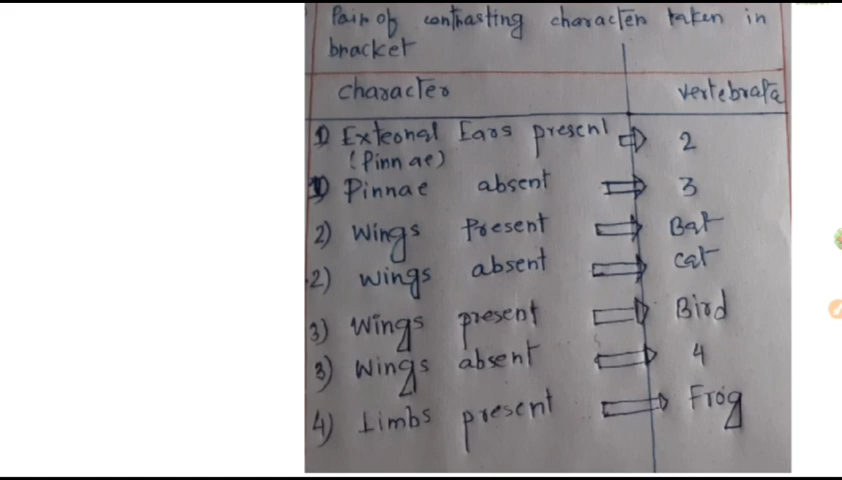 Pair of contrasting character taken in
bracket
character vertebrata
1) External Ears present ⇒ 2
(Pinnae)
1) Pinnae absent ⇒ 3
2) Wings Present ⇒ Bat
2) wings absent ⇒ cat
3) Wings present ⇒ Bird
3) Wings absent ⇒ 4
4) Limbs present ⇒ Frog